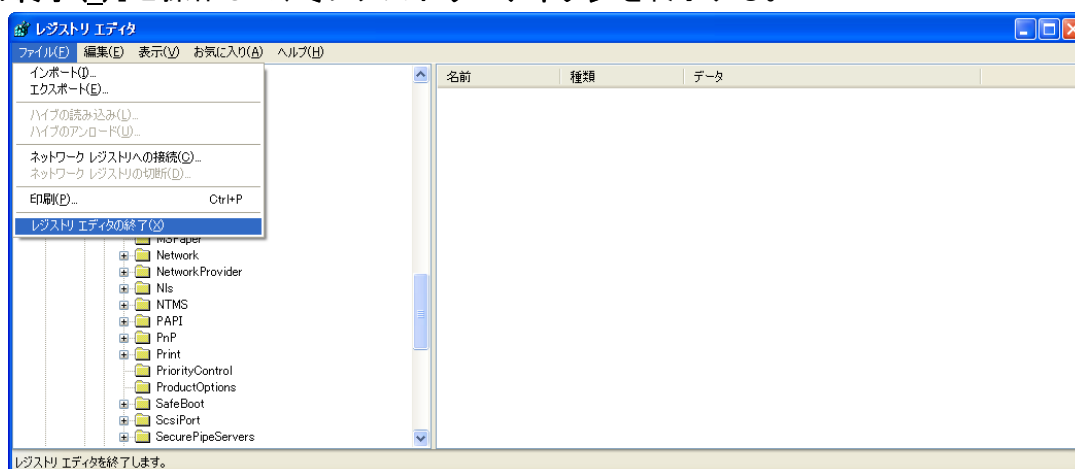 レジストリ エディタ
ファイル(F) 編集(E) 表示(V) お気に入り(A) ヘルプ(H)
インポート(I)...
エクスポート(E)...
ハイブの読み込み(L)...
ハイブのアンロード(U)...
ネットワーク レジストリへの接続(C)...
ネットワーク レジストリの切断(D)...
印刷(P)... Ctrl+P
レジストリ エディタの終了(X)
名前 種類 データ
MSPaper
Network
NetworkProvider
Nls
NTMS
PAPI
PnP
Print
PriorityControl
ProductOptions
SafeBoot
ScsiPort
SecurePipeServers
レジストリ エディタを終了します。